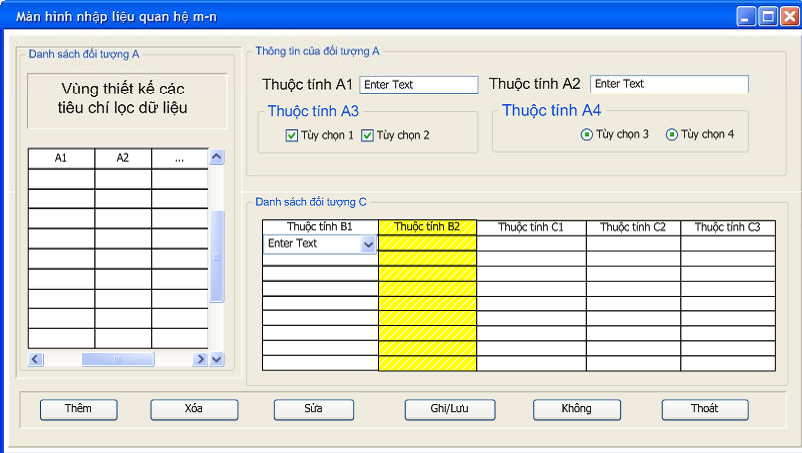 Màn hình nhập liệu quan hệ m-n
Danh sách đối tượng A
Vùng thiết kế các
tiêu chí lọc dữ liệu
A1 A2 ...
Thông tin của đối tượng A
Thuộc tính A1 Enter Text Thuộc tính A2 Enter Text
Thuộc tính A3 Thuộc tính A4
Tùy chọn 1 Tùy chọn 2 Tùy chọn 3 Tùy chọn 4
Danh sách đối tượng C
Thuộc tính B1 Thuộc tính B2 Thuộc tính C1 Thuộc tính C2 Thuộc tính C3
Enter Text
Thêm Xóa Sửa Ghi/Lưu Không Thoát